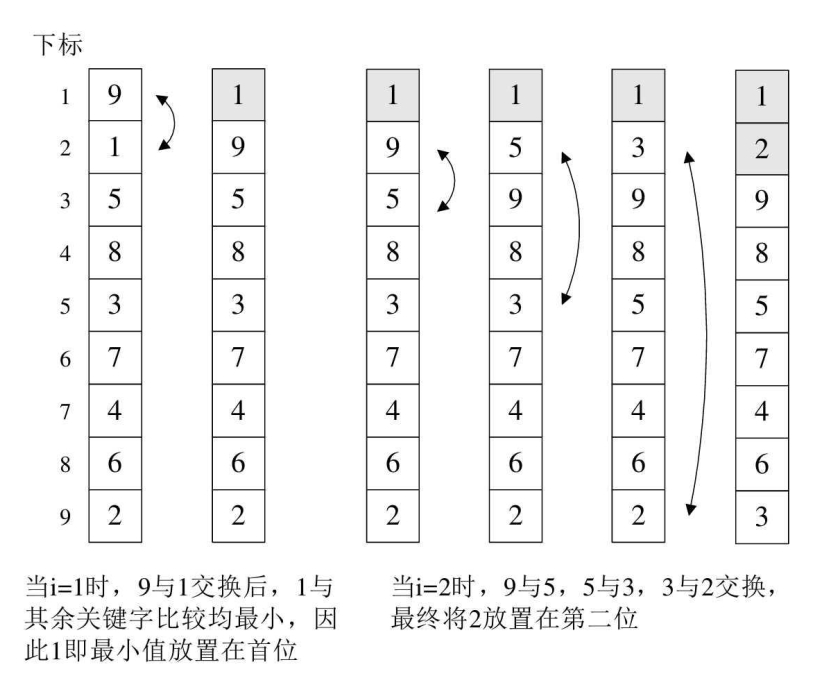 下标
1 9 1 1 1 1 1
2 1 9 9 5 3 2
3 5 5 5 9 9 9
4 8 8 8 8 8 8
5 3 3 3 3 5 5
6 7 7 7 7 7 7
7 4 4 4 4 4 4
8 6 6 6 6 6 6
9 2 2 2 2 2 3
当i=1时，9与1交换后，1与
其余关键字比较均最小，因
此1即最小值放置在首位
当i=2时，9与5，5与3，3与2交换，
最终将2放置在第二位